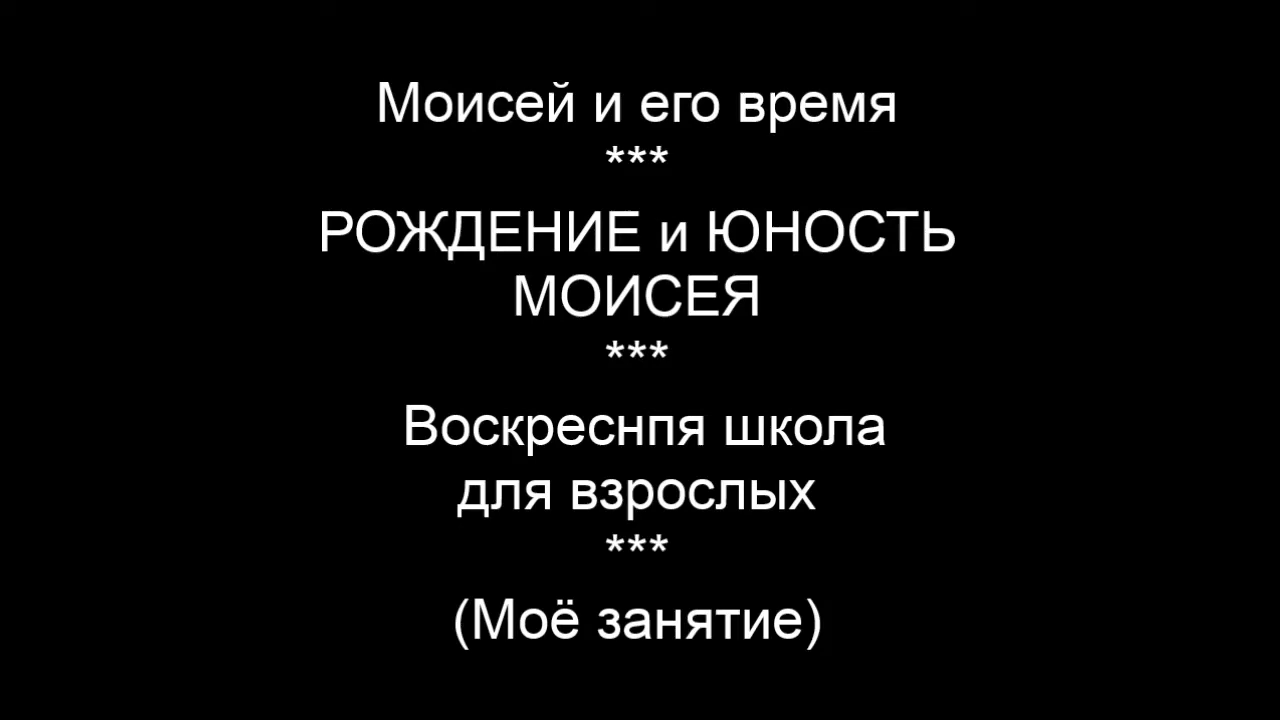 Моисей и его время
***
РОЖДЕНИЕ и ЮНОСТЬ
МОИСЕЯ
***
Воскреснпя школа
для взрослых
***
(Моё занятие)